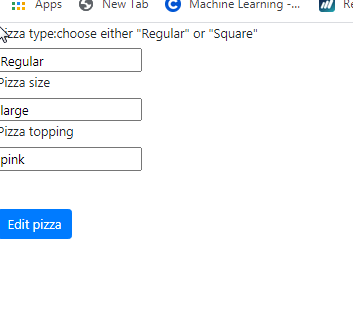 Apps New Tab Machine Learning -...
izza type:choose either "Regular" or "Square"
Regular
Pizza size
large
Pizza topping
pink
Edit pizza